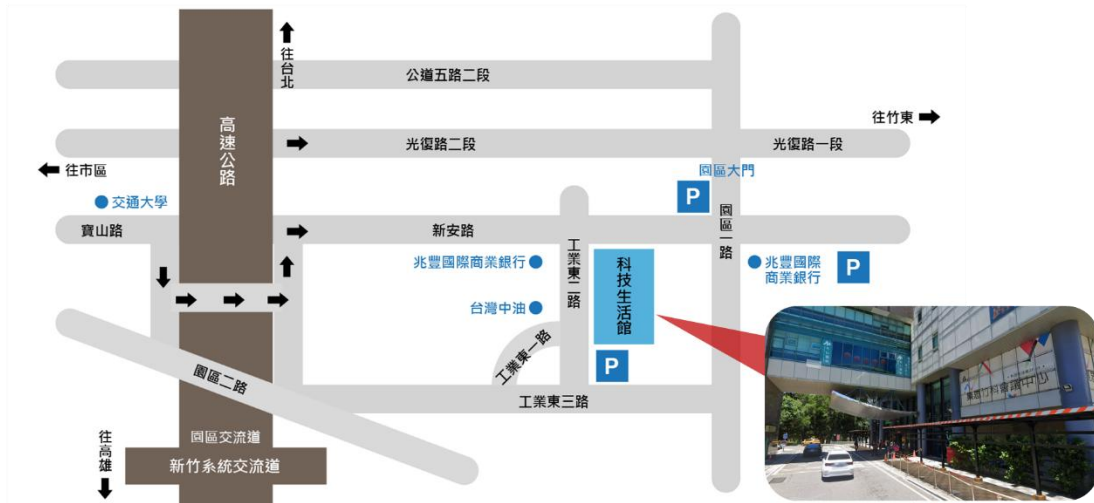 往台北
公道五路二段
高速公路
往竹東
光復路二段
光復路一段
往市區
園區大門
交通大學
P
寶山路
新安路
園區一路
工業東二路
兆豐國際商業銀行
科技生活館
兆豐國際
商業銀行
P
台灣中油
工業東一路
P
園區二路
工業東三路
園區交流道
往高雄
新竹系統交流道